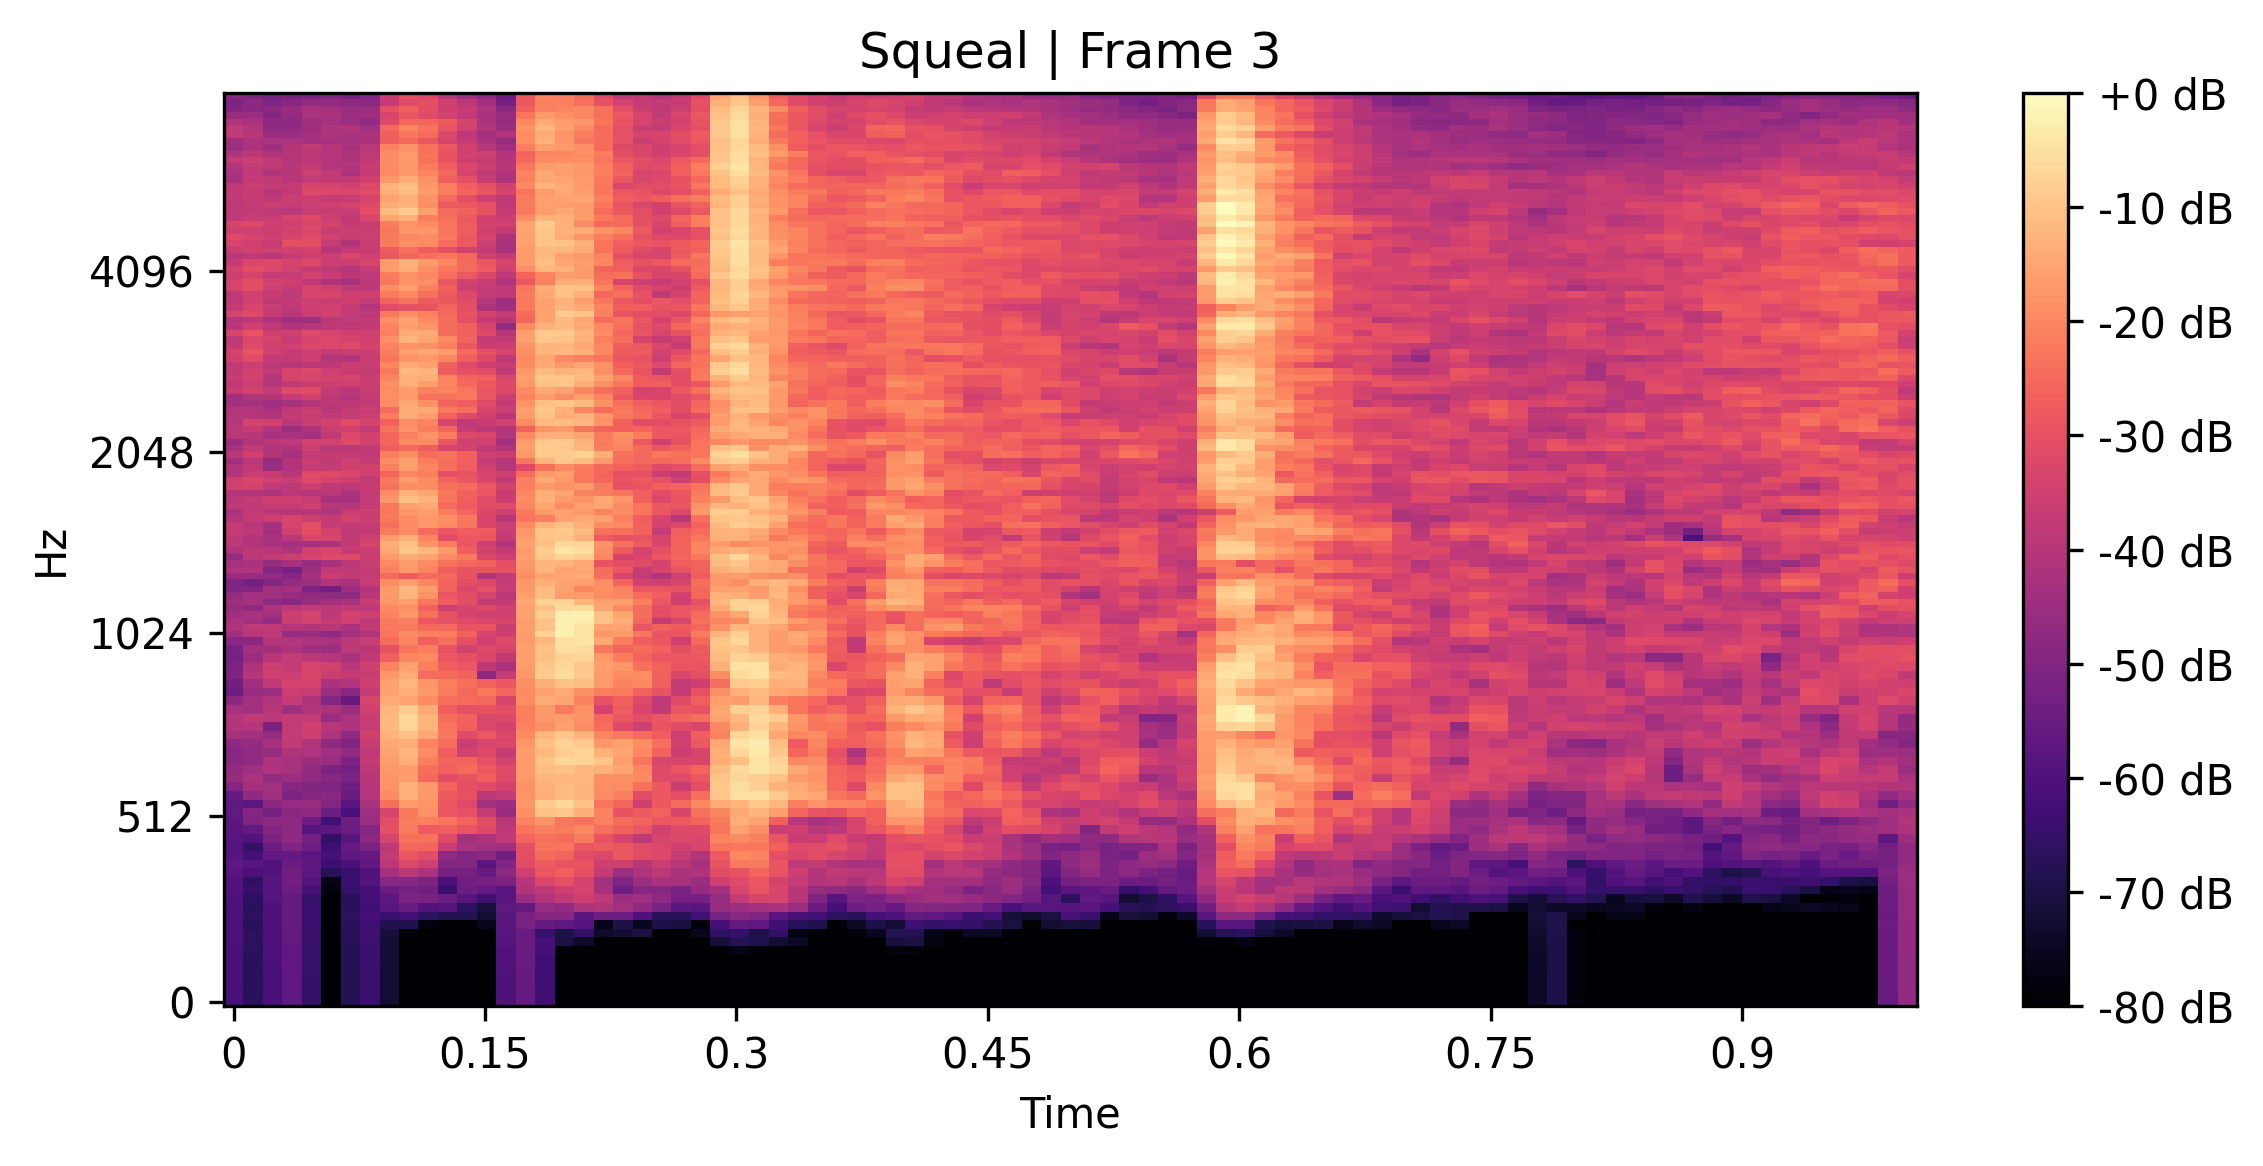 Squeal | Frame 3
+0 dB
-10 dB
-20 dB
-30 dB
-40 dB
-50 dB
-60 dB
-70 dB
-80 dB
Hz
4096
2048
1024
512
0
0 0.15 0.3 0.45 0.6 0.75 0.9
Time